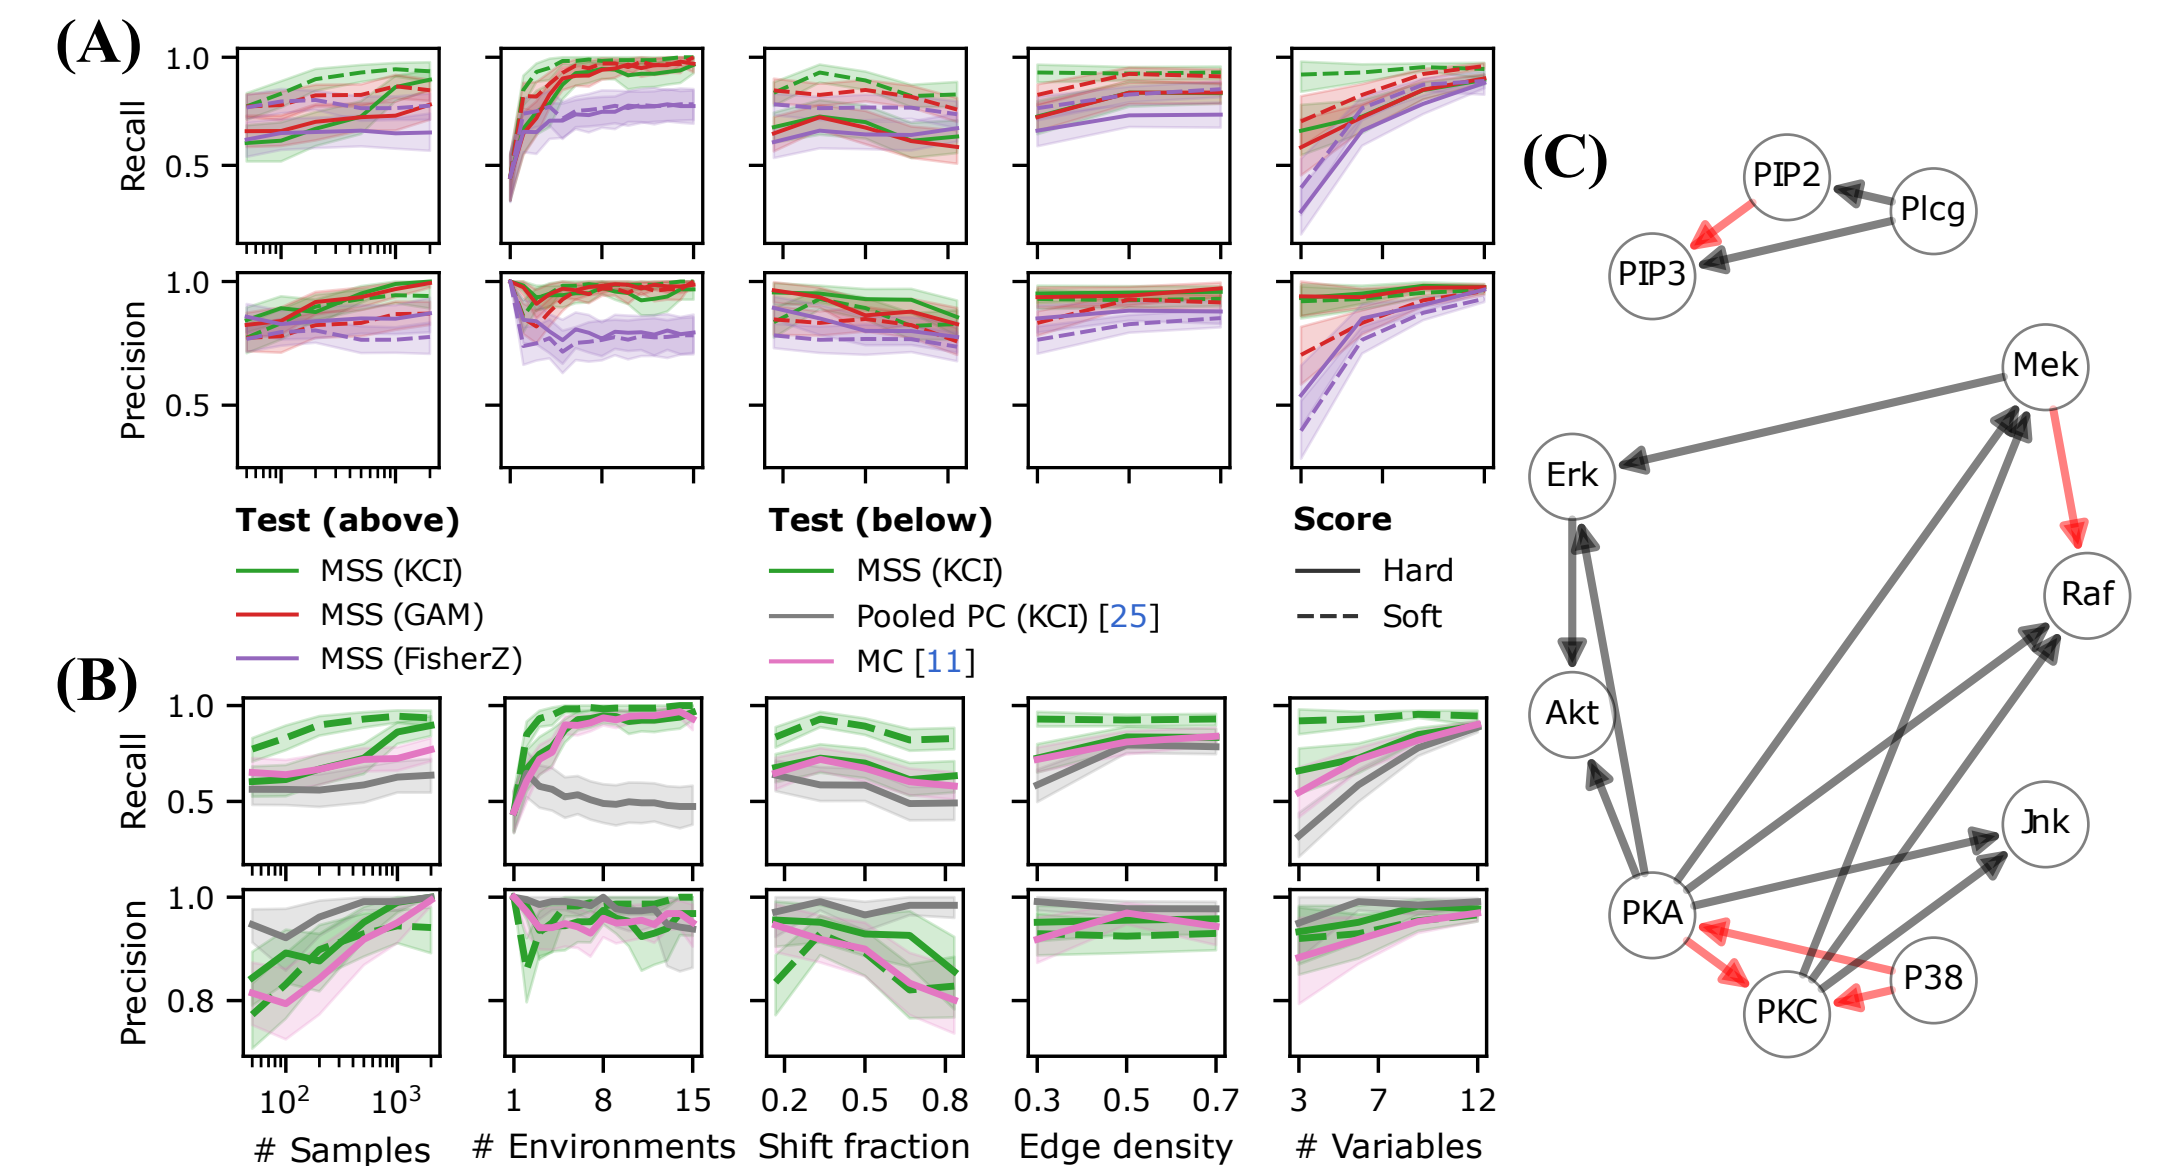 (A)
1.0
0.5
Recall
1.0
0.5
Precision
Test (above)
MSS (KCI)
MSS (GAM)
MSS (FisherZ)
Test (below)
MSS (KCI)
Pooled PC (KCI) [25]
MC [11]
Score
Hard
Soft
(B)
1.0
0.5
Recall
1.0
0.8
Precision
10² 10³
# Samples
1 8 15
# Environments
0.2 0.5 0.8
Shift fraction
0.3 0.5 0.7
Edge density
3 7 12
# Variables
(C)
PIP2
Plcg
PIP3
Mek
Erk
Raf
Akt
Jnk
PKA
P38
PKC